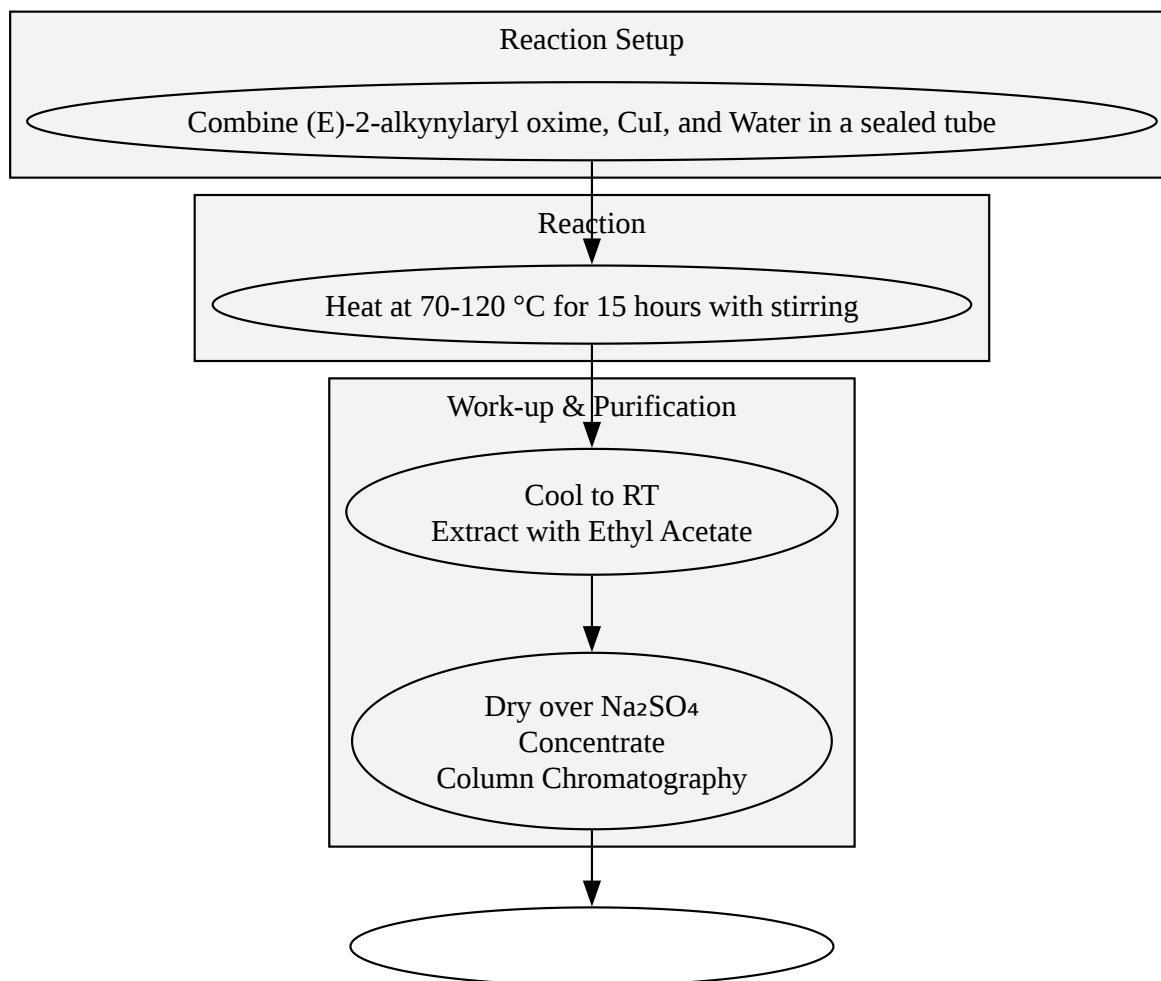 Reaction Setup
Combine (E)-2-alkynylaryl oxime, CuI, and Water in a sealed tube
Reaction
Heat at 70-120 °C for 15 hours with stirring
Work-up & Purification
Cool to RT
Extract with Ethyl Acetate
Dry over Na₂SO₄
Concentrate
Column Chromatography